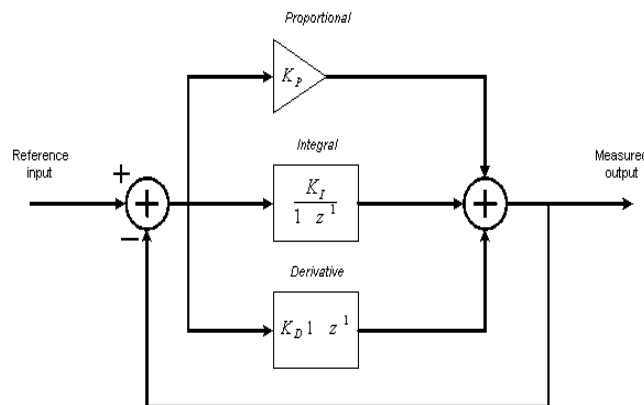 Proportional
K_P
Integral
Reference
input
Measured
output
+
+
+
−
K_I
1 z^1
Derivative
K_D 1 z^1